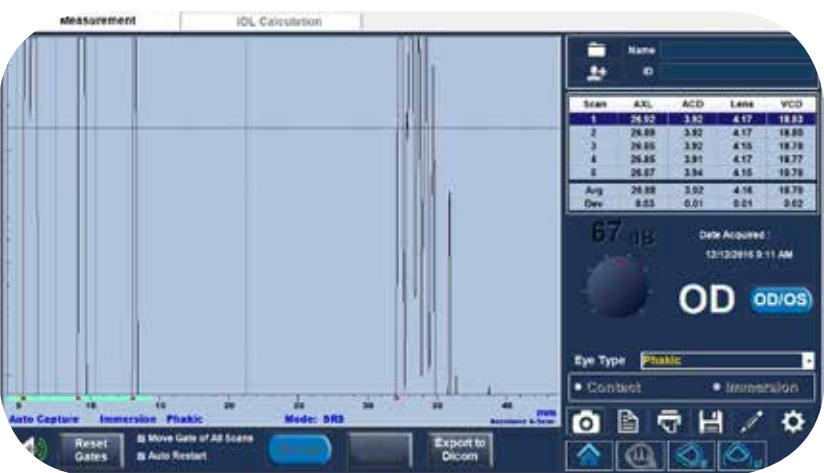 Measurement
IOL Calculation
Name
ID
Scan AXL ACD Lens VCD
1 26.92 3.92 4.17 18.83
2 26.89 3.92 4.17 18.80
3 26.85 3.92 4.15 18.78
4 26.85 3.91 4.17 18.77
5 26.87 3.94 4.15 18.78
Avg 26.88 3.92 4.16 18.79
Dev 0.03 0.01 0.01 0.02
67 dB
Date Acquired :
12/12/2016 9:11 AM
OD OD/OS
Eye Type Phakic
Contact Immersion
10 15 20 25 30 35 40 mm
Auto Capture Immersion Phakic Mode: SRB
Reset Gates
Move Gate of All Scans
Auto Restart
Export to Dicom